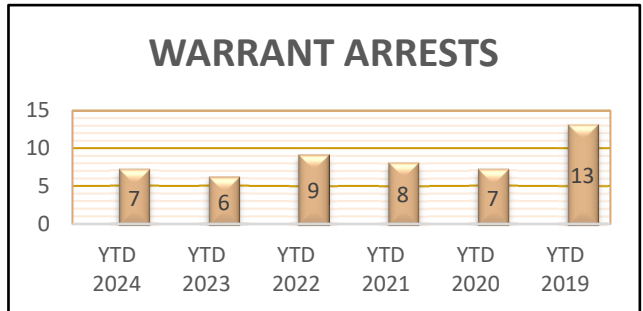 WARRANT ARRESTS
15
10
5
0
7
6
9
8
7
13
YTD 2024
YTD 2023
YTD 2022
YTD 2021
YTD 2020
YTD 2019